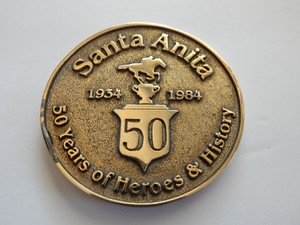 Santa Anita
1934 1984
50
50 Years of Heroes & History